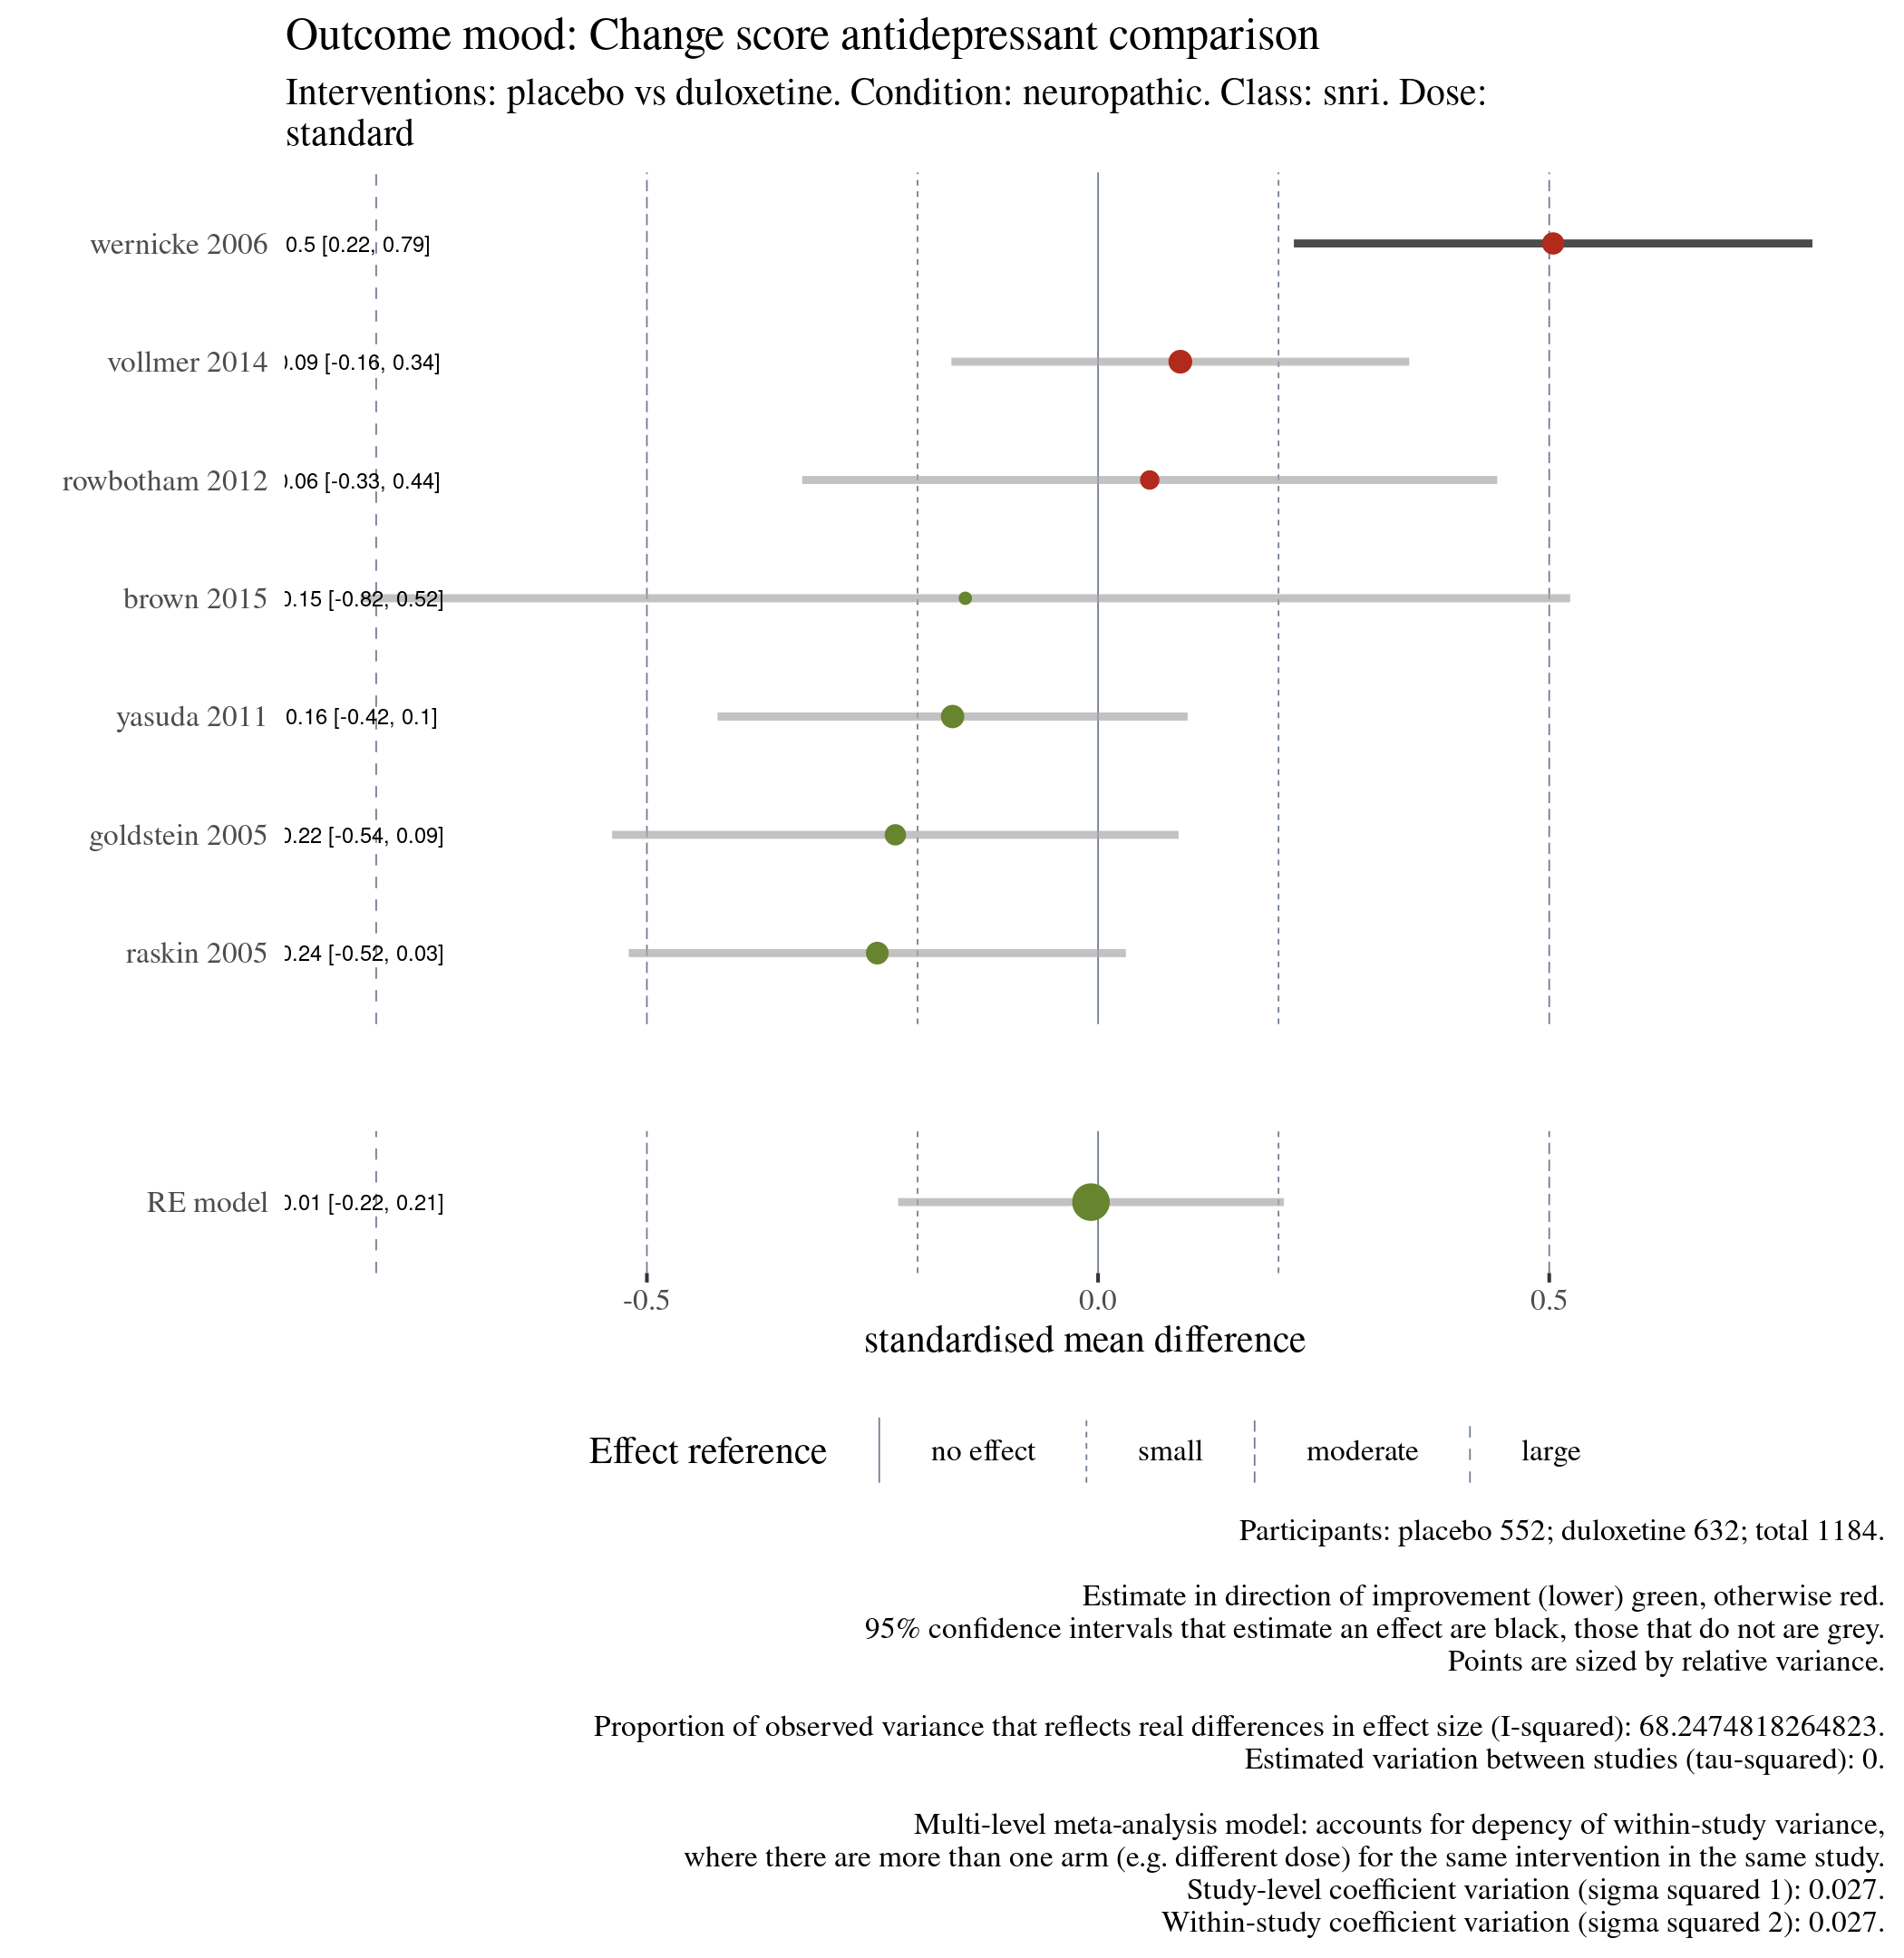 Outcome mood: Change score antidepressant comparison
Interventions: placebo vs duloxetine. Condition: neuropathic. Class: snri. Dose:
standard
wernicke 2006 0.5 [0.22, 0.79]
vollmer 2014 0.09 [-0.16, 0.34]
rowbotham 2012 0.06 [-0.33, 0.44]
brown 2015 0.15 [-0.82, 0.52]
yasuda 2011 0.16 [-0.42, 0.1]
goldstein 2005 0.22 [-0.54, 0.09]
raskin 2005 0.24 [-0.52, 0.03]
RE model 0.01 [-0.22, 0.21]
-0.5 0.0 0.5
standardised mean difference
Effect reference no effect small moderate large
Participants: placebo 552; duloxetine 632; total 1184.
Estimate in direction of improvement (lower) green, otherwise red.
95% confidence intervals that estimate an effect are black, those that do not are grey.
Points are sized by relative variance.
Proportion of observed variance that reflects real differences in effect size (I-squared): 68.2474818264823.
Estimated variation between studies (tau-squared): 0.
Multi-level meta-analysis model: accounts for depency of within-study variance,
where there are more than one arm (e.g. different dose) for the same intervention in the same study.
Study-level coefficient variation (sigma squared 1): 0.027.
Within-study coefficient variation (sigma squared 2): 0.027.